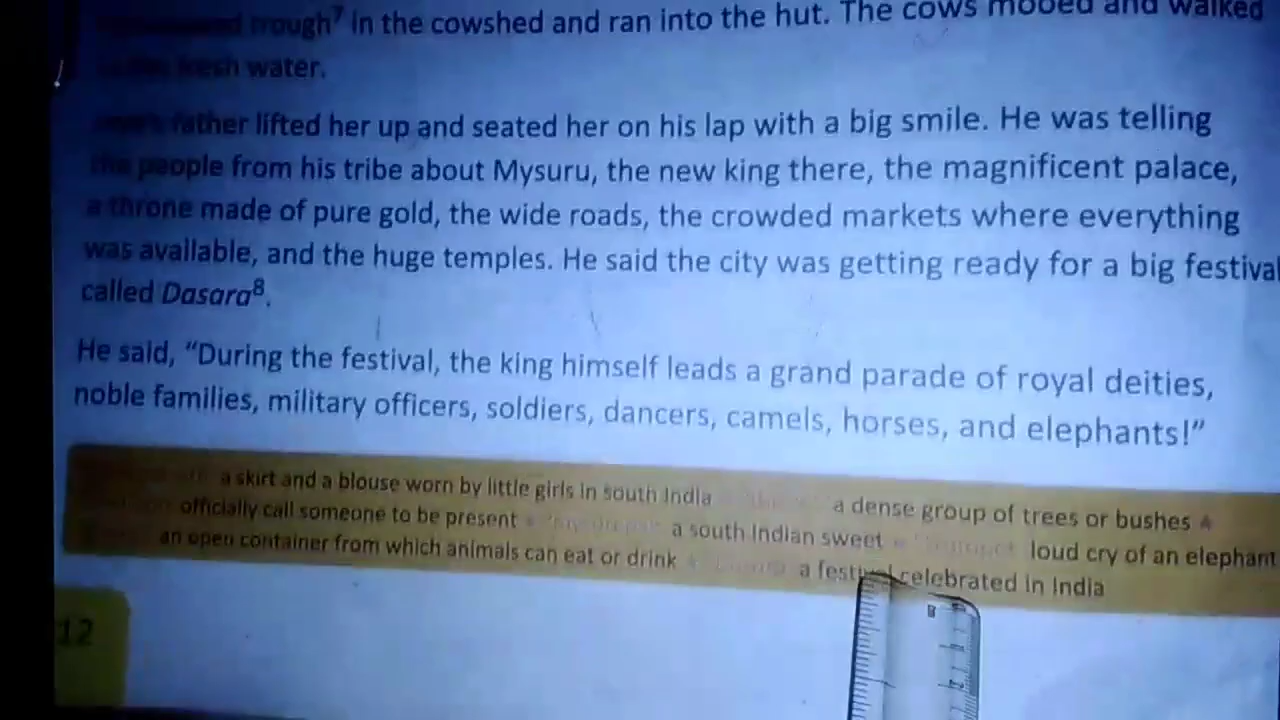 trough⁷ in the cowshed and ran into the hut. The cows mooed and walked
fresh water.
father lifted her up and seated her on his lap with a big smile. He was telling
the people from his tribe about Mysuru, the new king there, the magnificent palace,
a throne made of pure gold, the wide roads, the crowded markets where everything
was available, and the huge temples. He said the city was getting ready for a big festival
called Dasara⁸.
He said, “During the festival, the king himself leads a grand parade of royal deities,
noble families, military officers, soldiers, dancers, camels, horses, and elephants!”
a skirt and a blouse worn by little girls in south India a dense group of trees or bushes
officially call someone to be present a south Indian sweet loud cry of an elephant
an open container from which animals can eat or drink a festival celebrated in India
12